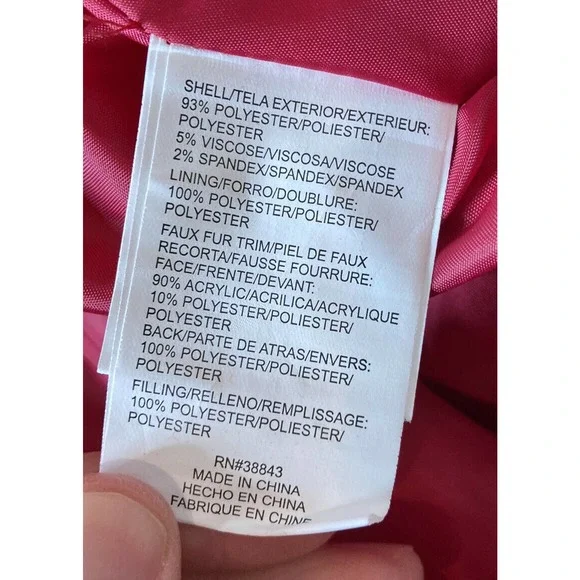 SHELL/TELA EXTERIOR/EXTERIEUR:
93% POLYESTER/POLIESTER/
POLYESTER
5% VISCOSE/VISCOSA/VISCOSE
2% SPANDEX/SPANDEX/SPANDEX
LINING/FORRO/DOUBLURE:
100% POLYESTER/POLIESTER/
POLYESTER
FAUX FUR TRIM/PIEL DE FAUX
RECORTA/FAUSSE FOURRURE:
FACE/FRENTE/DEVANT:
90% ACRYLIC/ACRILICA/ACRYLIQUE
10% POLYESTER/POLIESTER/
POLYESTER
BACK/PARTE DE ATRAS/ENVERS:
100% POLYESTER/POLIESTER/
POLYESTER
FILLING/RELLENO/REMPLISSAGE:
100% POLYESTER/POLIESTER/
POLYESTER
RN#38843
MADE IN CHINA
HECHO EN CHINA
FABRIQUE EN CHINE